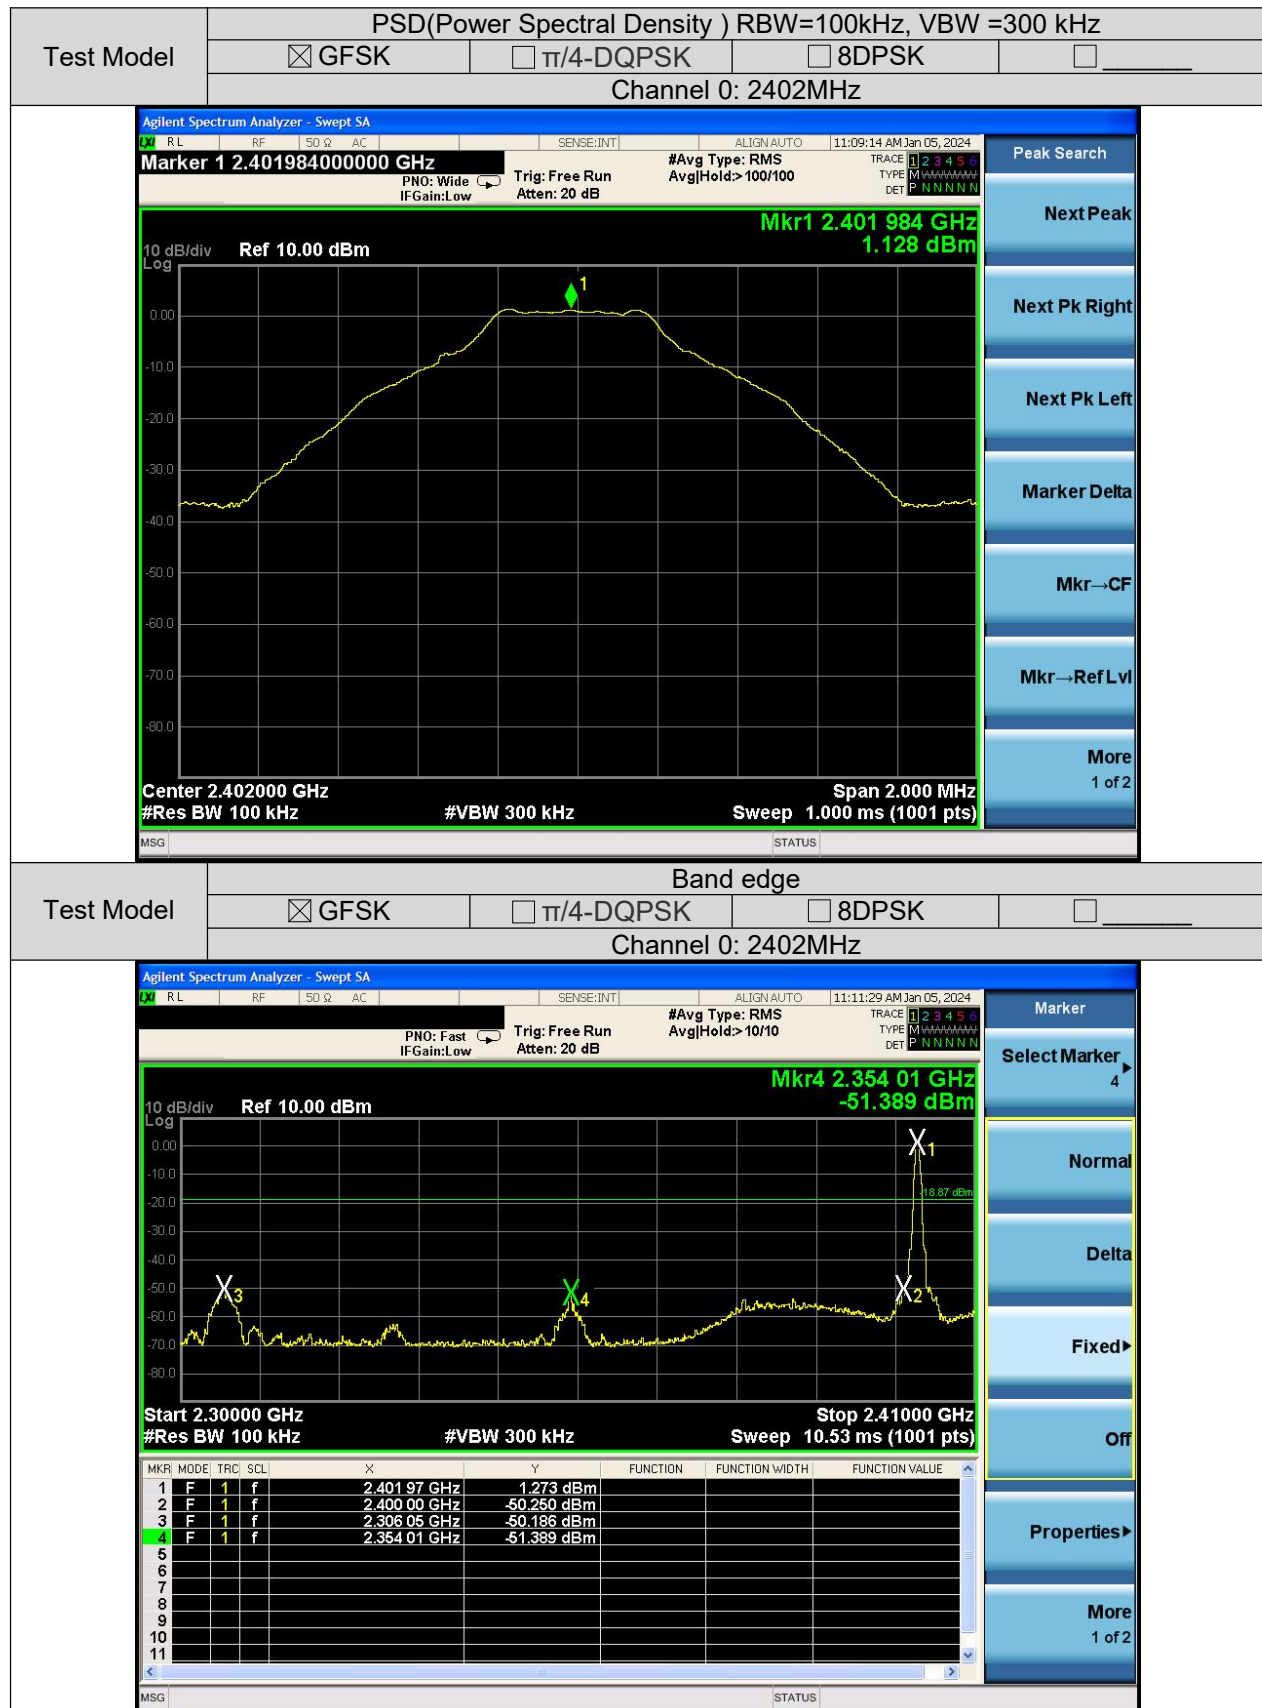 PSD(Power Spectral Density ) RBW=100kHz, VBW =300 kHz
Test Model ☒ GFSK ☐ π/4-DQPSK ☐ 8DPSK ☐ ______
Channel 0: 2402MHz
Agilent Spectrum Analyzer - Swept SA
LXI RL RF 50 Ω AC SENSE:INT ALIGN AUTO 11:09:14 AM Jan 05, 2024
Marker 1 2.401984000000 GHz
PNO: Wide
IFGain:Low
Trig: Free Run
Atten: 20 dB
#Avg Type: RMS
Avg|Hold:>100/100
TRACE 1 2 3 4 5 6
TYPE M
DET P N N N N N
Mkr1 2.401 984 GHz
1.128 dBm
10 dB/div Ref 10.00 dBm
Log
1
0.00
-10.0
-20.0
-30.0
-40.0
-50.0
-60.0
-70.0
-80.0
Center 2.402000 GHz Span 2.000 MHz
#Res BW 100 kHz #VBW 300 kHz Sweep 1.000 ms (1001 pts)
MSG STATUS
Peak Search
Next Peak
Next Pk Right
Next Pk Left
Marker Delta
Mkr→CF
Mkr→Ref Lvl
More
1 of 2
Band edge
Test Model ☒ GFSK ☐ π/4-DQPSK ☐ 8DPSK ☐ ______
Channel 0: 2402MHz
Agilent Spectrum Analyzer - Swept SA
LXI RL RF 50 Ω AC SENSE:INT ALIGN AUTO 11:11:29 AM Jan 05, 2024
PNO: Fast
IFGain:Low
Trig: Free Run
Atten: 20 dB
#Avg Type: RMS
Avg|Hold:>10/10
TRACE 1 2 3 4 5 6
TYPE M
DET P N N N N N
Mkr4 2.354 01 GHz
-51.389 dBm
10 dB/div Ref 10.00 dBm
Log
0.00
-10.0
-20.0
-30.0
-40.0
-50.0
-60.0
-70.0
-80.0
1
-18.87 dBm
3
4
2
Start 2.30000 GHz Stop 2.41000 GHz
#Res BW 100 kHz #VBW 300 kHz Sweep 10.53 ms (1001 pts)
MKR MODE TRC SCL X Y FUNCTION FUNCTION WIDTH FUNCTION VALUE
1 F 1 f 2.401 97 GHz 1.273 dBm
2 F 1 f 2.400 00 GHz -50.250 dBm
3 F 1 f 2.306 05 GHz -50.186 dBm
4 F 1 f 2.354 01 GHz -51.389 dBm
5
6
7
8
9
10
11
MSG STATUS
Marker
Select Marker
4
Normal
Delta
Fixed
Off
Properties
More
1 of 2